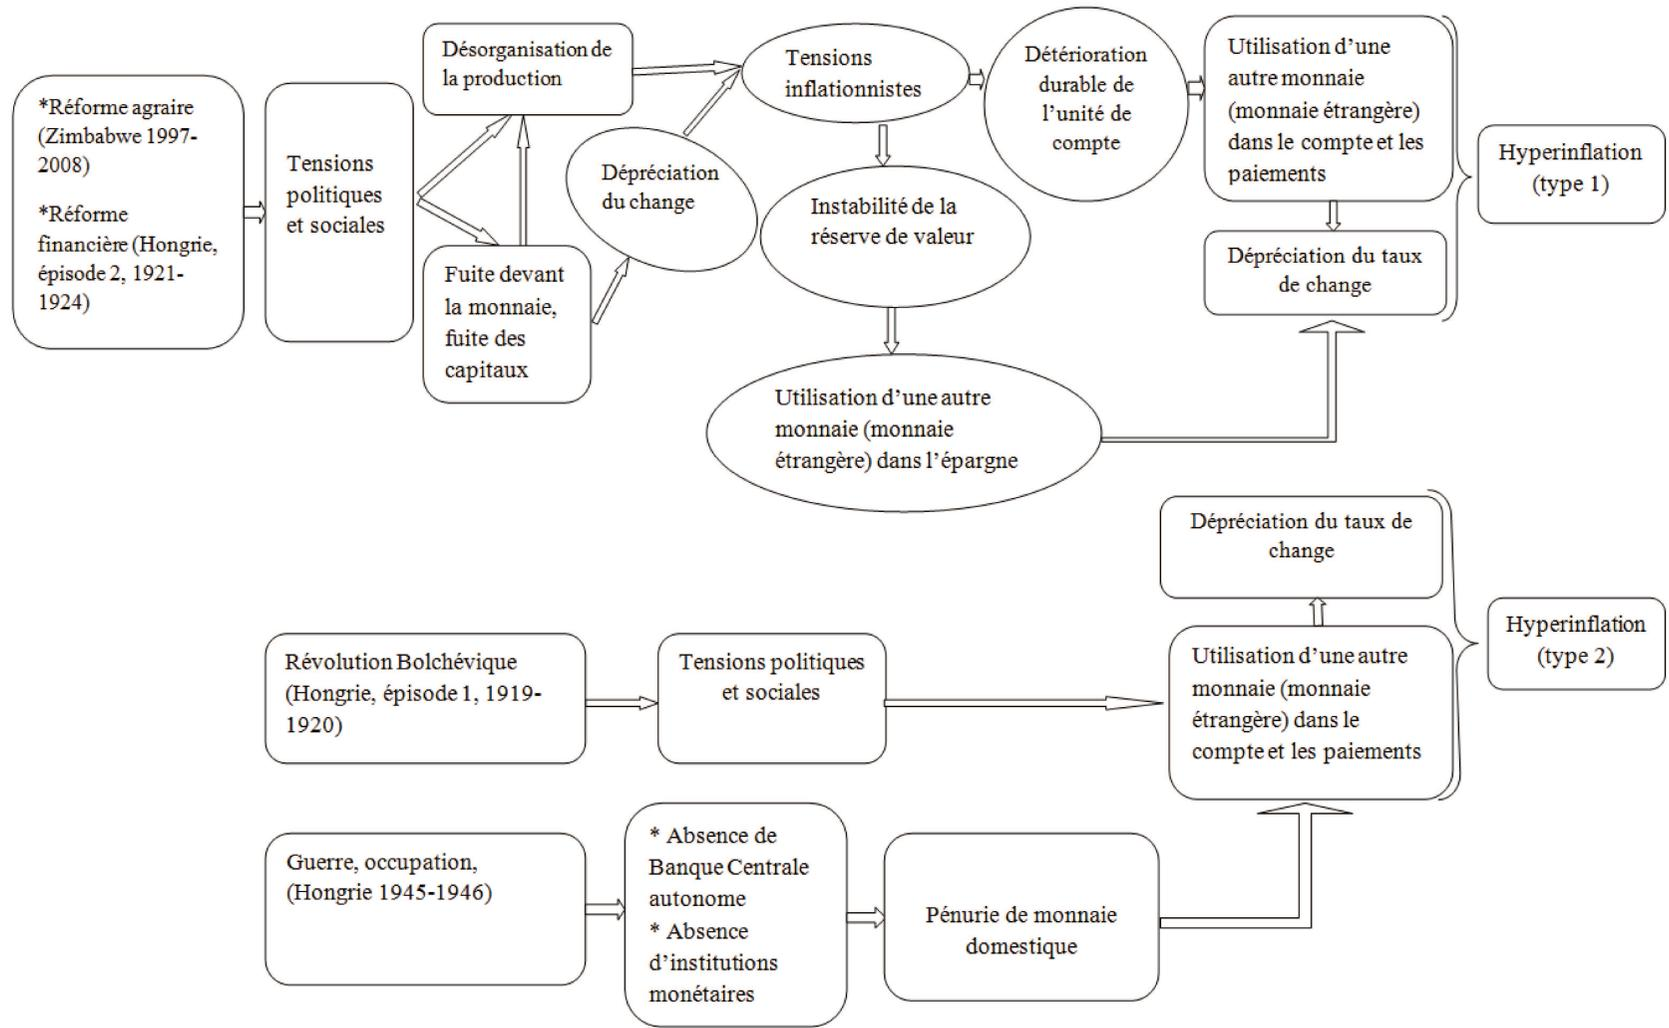 *Réforme agraire
(Zimbabwe 1997-
2008)
*Réforme
financière (Hongrie,
épisode 2, 1921-
1924)
Tensions
politiques
et sociales
Désorganisation de
la production
Fuite devant
la monnaie,
fuite des
capitaux
Dépréciation
du change
Tensions
inflationnistes
Instabilité de la
réserve de valeur
Utilisation d'une autre
monnaie (monnaie
étrangère) dans l'épargne
Détérioration
durable de
l'unité de
compte
Utilisation d'une
autre monnaie
(monnaie étrangère)
dans le compte et les
paiements
Dépréciation du taux
de change
Hyperinflation
(type 1)
Dépréciation du taux de
change
Hyperinflation
(type 2)
Révolution Bolchévique
(Hongrie, épisode 1, 1919-
1920)
Tensions politiques
et sociales
Utilisation d'une autre
monnaie (monnaie
étrangère) dans le
compte et les paiements
Guerre, occupation,
(Hongrie 1945-1946)
* Absence de
Banque Centrale
autonome
* Absence
d'institutions
monétaires
Pénurie de monnaie
domestique